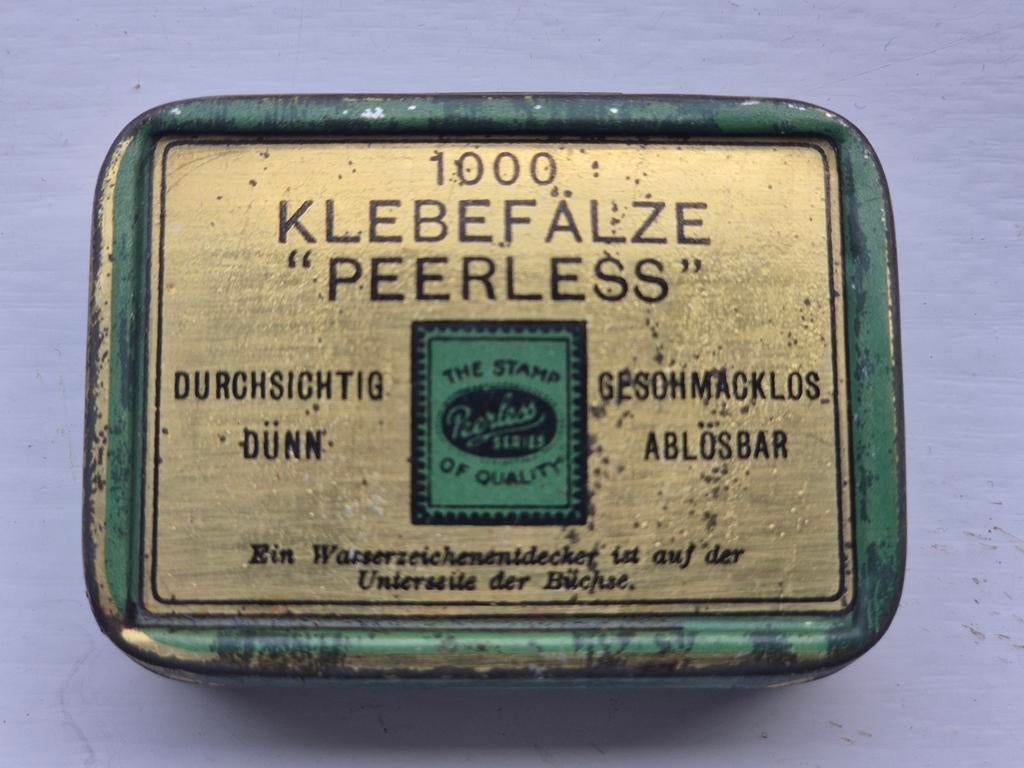 1000
KLEBEFÄLZE
“PEERLESS”
DURCHSICHTIG
DÜNN
THE STAMP
Peerless
SERIES
OF QUALITY
GESCHMACKLOS
ABLÖSBAR
Ein Wasserzeichenentdecker ist auf der
Unterseite der Büchse.